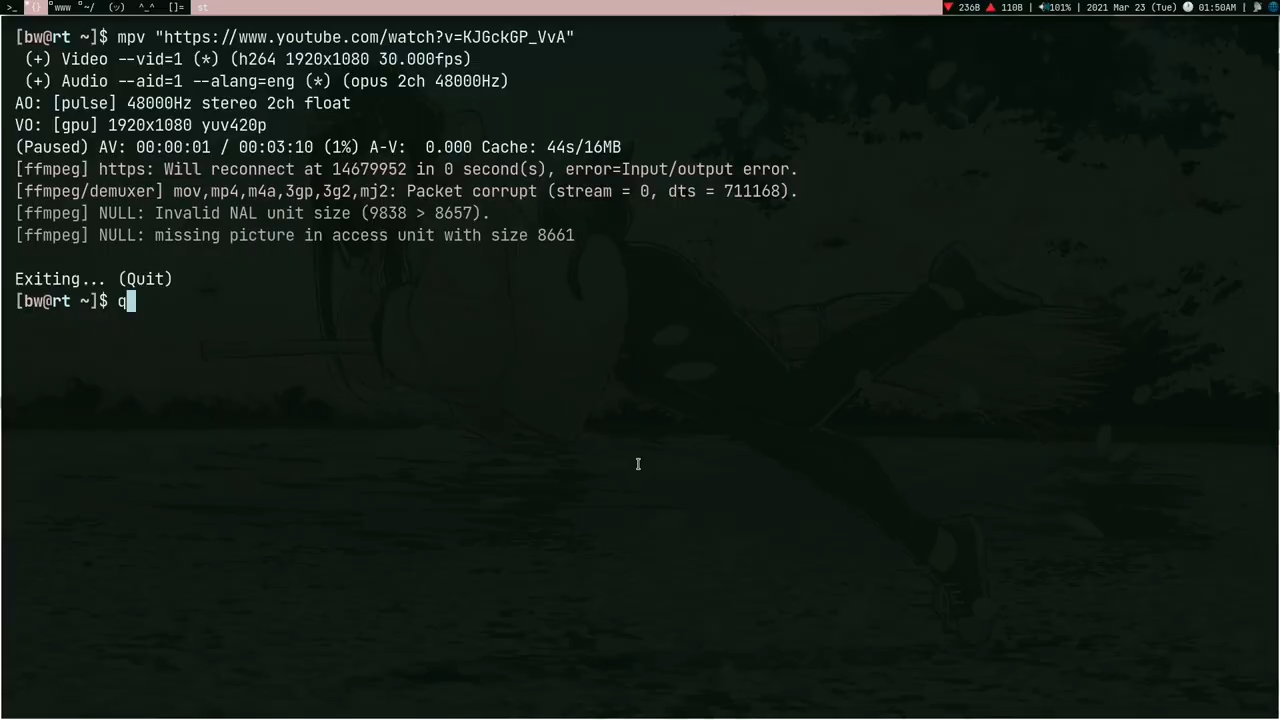 >_ {} "www "~/ (ツ) ^_^ []= st 236B 110B 101% | 2021 Mar 23 (Tue) 01:50AM |
[bw@rt ~]$ mpv "https://www.youtube.com/watch?v=KJGckGP_VvA"
(+) Video --vid=1 (*) (h264 1920x1080 30.000fps)
(+) Audio --aid=1 --alang=eng (*) (opus 2ch 48000Hz)
AO: [pulse] 48000Hz stereo 2ch float
VO: [gpu] 1920x1080 yuv420p
(Paused) AV: 00:00:01 / 00:03:10 (1%) A-V:  0.000 Cache: 44s/16MB
[ffmpeg] https: Will reconnect at 14679952 in 0 second(s), error=Input/output error.
[ffmpeg/demuxer] mov,mp4,m4a,3gp,3g2,mj2: Packet corrupt (stream = 0, dts = 711168).
[ffmpeg] NULL: Invalid NAL unit size (9838 > 8657).
[ffmpeg] NULL: missing picture in access unit with size 8661
Exiting... (Quit)
[bw@rt ~]$ q